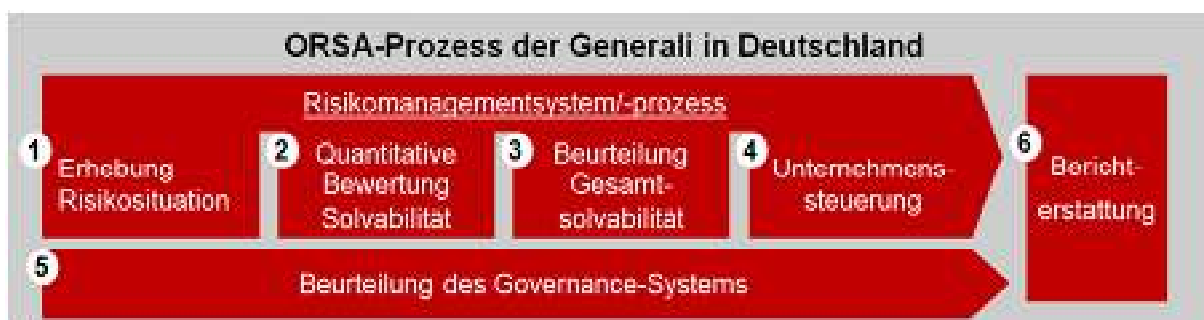 ORSA-Prozess der Generali in Deutschland
Risikomanagementsystem/-prozess
1
Erhebung
Risikosituation
2
Quantitative
Bewertung
Solvabilität
3
Beurteilung
Gesamt-
solvabilität
4
Unternehmens-
steuerung
5
Beurteilung des Governance-Systems
6
Bericht-
erstattung